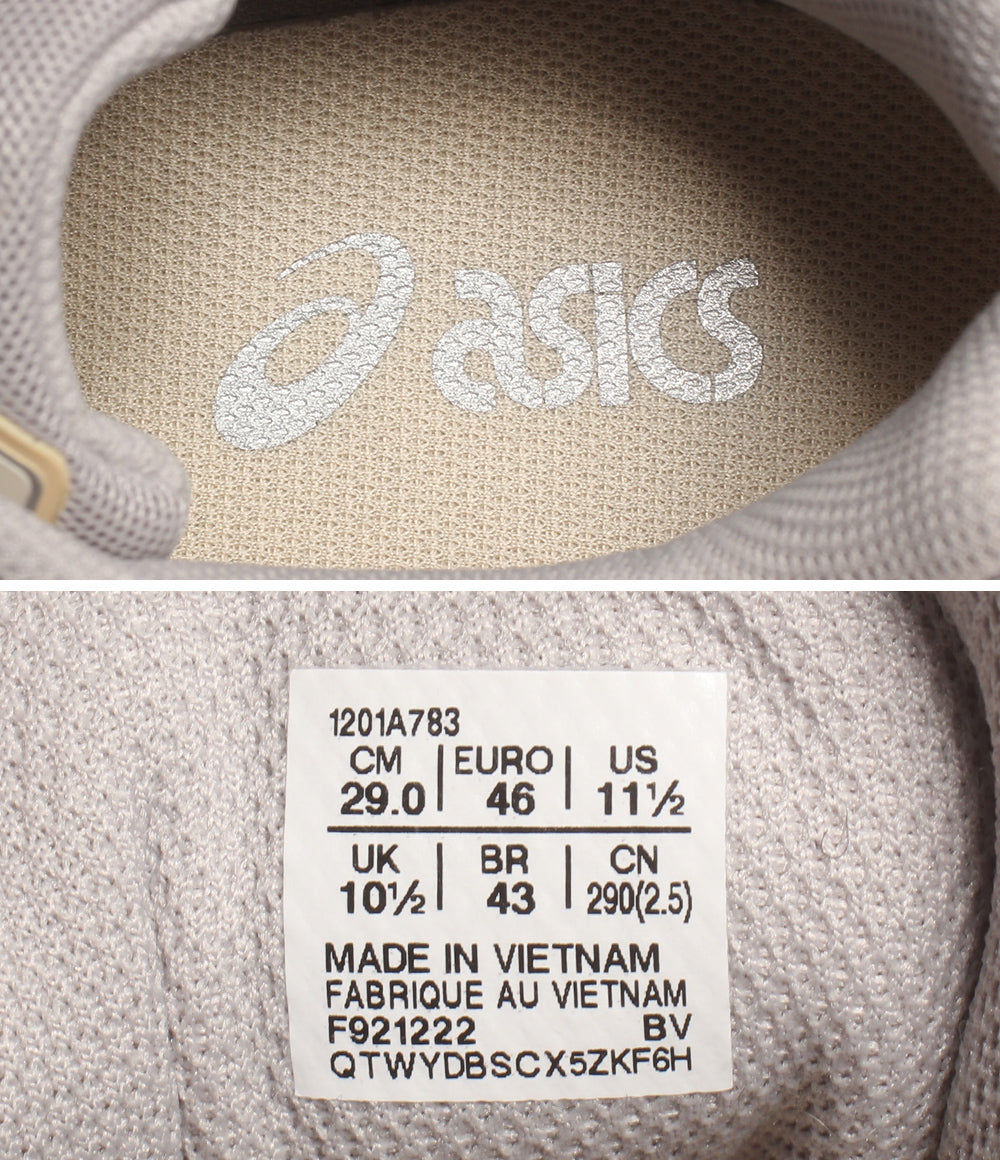 asics
1201A783
CM | EURO | US
29.0 | 46 | 11½
UK | BR | CN
10½ | 43 | 290(2.5)
MADE IN VIETNAM
FABRIQUE AU VIETNAM
F921222 BV
QTWYDBSCX5ZKF6H